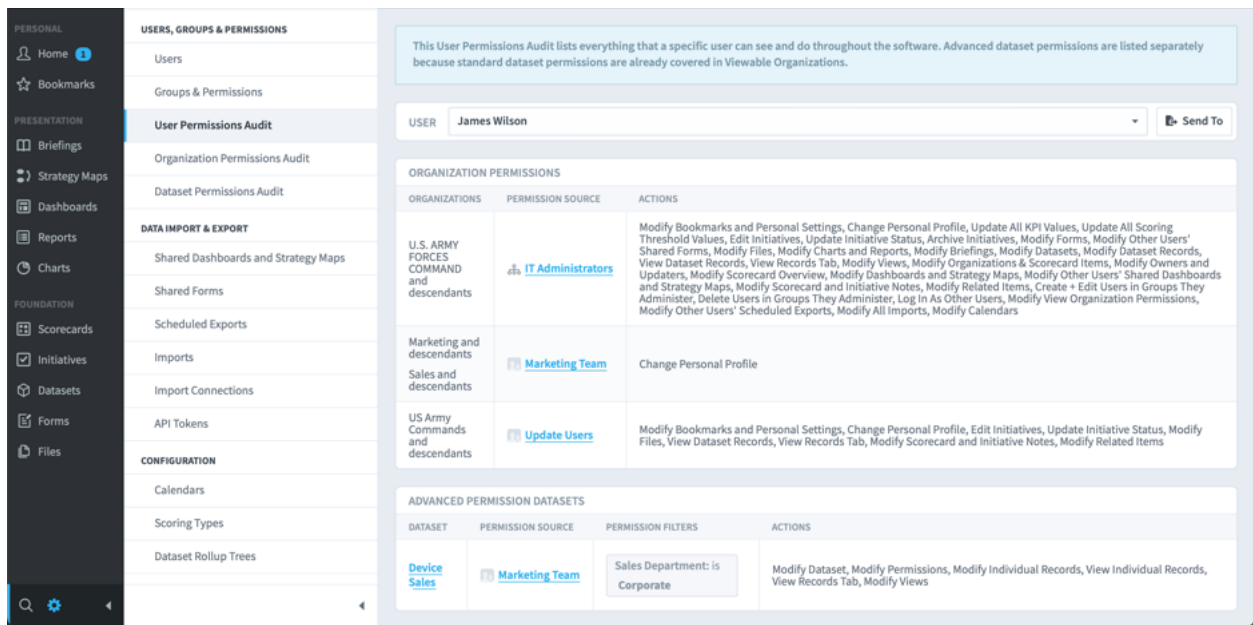 PERSONAL
Home 1
Bookmarks
PRESENTATION
Briefings
Strategy Maps
Dashboards
Reports
Charts
FOUNDATION
Scorecards
Initiatives
Datasets
Forms
Files
USERS, GROUPS & PERMISSIONS
Users
Groups & Permissions
User Permissions Audit
Organization Permissions Audit
Dataset Permissions Audit
DATA IMPORT & EXPORT
Shared Dashboards and Strategy Maps
Shared Forms
Scheduled Exports
Imports
Import Connections
API Tokens
CONFIGURATION
Calendars
Scoring Types
Dataset Rollup Trees
This User Permissions Audit lists everything that a specific user can see and do throughout the software. Advanced dataset permissions are listed separately
because standard dataset permissions are already covered in Viewable Organizations.
USER James Wilson Send To
ORGANIZATION PERMISSIONS
ORGANIZATIONS PERMISSION SOURCE ACTIONS
U.S. ARMY
FORCES
COMMAND
and
descendants
IT Administrators
Modify Bookmarks and Personal Settings, Change Personal Profile, Update All KPI Values, Update All Scoring
Threshold Values, Edit Initiatives, Update Initiative Status, Archive Initiatives, Modify Forms, Modify Other Users'
Shared Forms, Modify Files, Modify Charts and Reports, Modify Briefings, Modify Datasets, Modify Dataset Records,
View Dataset Records, View Records Tab, Modify Views, Modify Organizations & Scorecard Items, Modify Owners and
Updaters, Modify Scorecard Overview, Modify Dashboards and Strategy Maps, Modify Other Users' Shared Dashboards
and Strategy Maps, Modify Scorecard and Initiative Notes, Modify Related Items, Create + Edit Users in Groups They
Administer, Delete Users in Groups They Administer, Log In As Other Users, Modify View Organization Permissions,
Modify Other Users' Scheduled Exports, Modify All Imports, Modify Calendars
Marketing and
descendants
Sales and
descendants
Marketing Team
Change Personal Profile
US Army
Commands
and
descendants
Update Users
Modify Bookmarks and Personal Settings, Change Personal Profile, Edit Initiatives, Update Initiative Status, Modify
Files, View Dataset Records, View Records Tab, Modify Scorecard and Initiative Notes, Modify Related Items
ADVANCED PERMISSION DATASETS
DATASET PERMISSION SOURCE PERMISSION FILTERS ACTIONS
Device
Sales
Marketing Team
Sales Department: is
Corporate
Modify Dataset, Modify Permissions, Modify Individual Records, View Individual Records,
View Records Tab, Modify Views